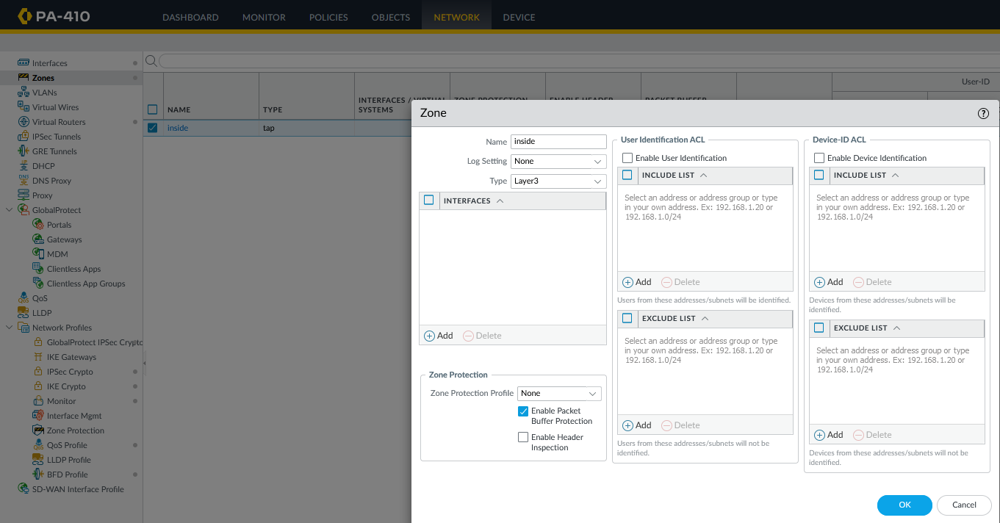 PA-410
DASHBOARD MONITOR POLICIES OBJECTS NETWORK DEVICE
Interfaces
Zones
VLANs
Virtual Wires
Virtual Routers
IPSec Tunnels
GRE Tunnels
DHCP
DNS Proxy
Proxy
GlobalProtect
Portals
Gateways
MDM
Clientless Apps
Clientless App Groups
QoS
LLDP
Network Profiles
GlobalProtect IPSec Crypto
IKE Gateways
IPSec Crypto
IKE Crypto
Monitor
Interface Mgmt
Zone Protection
QoS Profile
LLDP Profile
BFD Profile
SD-WAN Interface Profile
User-ID
NAME
TYPE
INTERFACES / VIRTUAL
SYSTEMS
ZONE PROTECTION
ENABLE HEADER
PACKET BUFFER
inside
tap
Zone
Name inside
Log Setting None
Type Layer3
INTERFACES
Add Delete
Zone Protection
Zone Protection Profile None
Enable Packet
Buffer Protection
Enable Header
Inspection
User Identification ACL
Enable User Identification
INCLUDE LIST
Select an address or address group or type
in your own address. Ex: 192.168.1.20 or
192.168.1.0/24
Add Delete
Users from these addresses/subnets will be identified.
EXCLUDE LIST
Select an address or address group or type
in your own address. Ex: 192.168.1.20 or
192.168.1.0/24
Add Delete
Users from these addresses/subnets will not be
identified.
Device-ID ACL
Enable Device Identification
INCLUDE LIST
Select an address or address group or type
in your own address. Ex: 192.168.1.20 or
192.168.1.0/24
Add Delete
Devices from these addresses/subnets will be
identified.
EXCLUDE LIST
Select an address or address group or type
in your own address. Ex: 192.168.1.20 or
192.168.1.0/24
Add Delete
Devices from these addresses/subnets will not be
identified.
OK Cancel